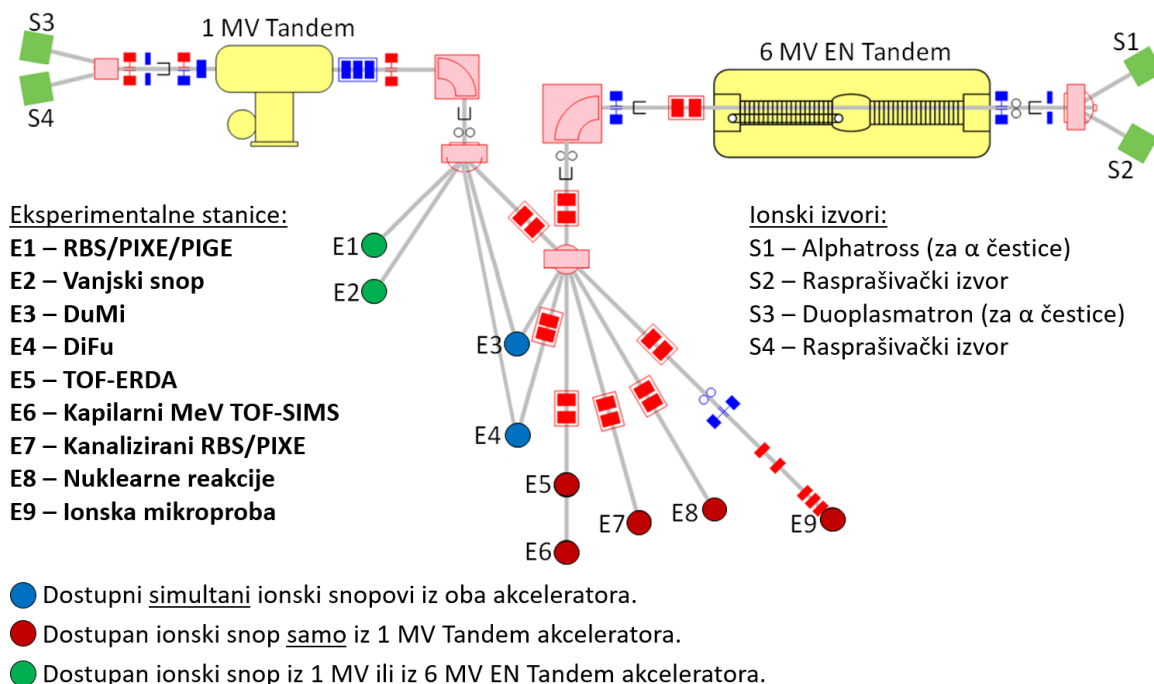 S3
1 MV Tandem
S4
6 MV EN Tandem
S1
S2
Eksperimentalne stanice:
E1 – RBS/PIXE/PIGE
E2 – Vanjski snop
E3 – DuMi
E4 – DiFu
E5 – TOF-ERDA
E6 – Kapilarni MeV TOF-SIMS
E7 – Kanalizirani RBS/PIXE
E8 – Nuklearne reakcije
E9 – Ionska mikroproba
Ionski izvori:
S1 – Alphatross (za α čestice)
S2 – Rasprašivački izvor
S3 – Duoplasmatron (za α čestice)
S4 – Rasprašivački izvor
E1
E2
E3
E4
E5
E6
E7
E8
E9
Dostupni simultani ionski snopovi iz oba akceleratora.
Dostupan ionski snop samo iz 1 MV Tandem akceleratora.
Dostupan ionski snop iz 1 MV ili iz 6 MV EN Tandem akceleratora.